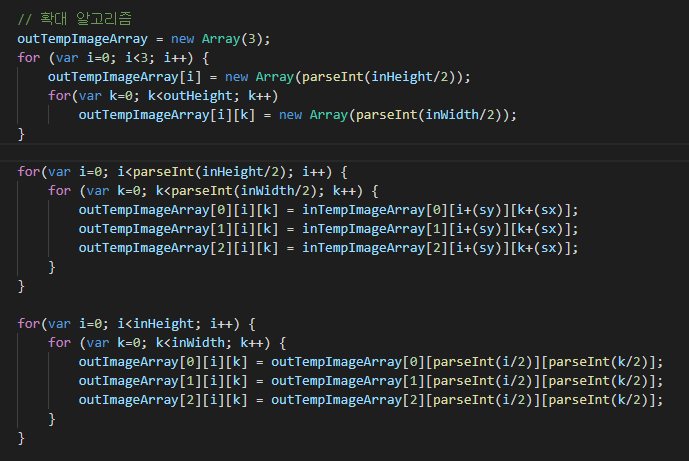 // 확대 알고리즘
outTempImageArray = new Array(3);
for (var i=0; i<3; i++) {
outTempImageArray[i] = new Array(parseInt(inHeight/2));
for(var k=0; k<outHeight; k++)
outTempImageArray[i][k] = new Array(parseInt(inWidth/2));
}
for(var i=0; i<parseInt(inHeight/2); i++) {
for (var k=0; k<parseInt(inWidth/2); k++) {
outTempImageArray[0][i][k] = inTempImageArray[0][i+(sy)][k+(sx)];
outTempImageArray[1][i][k] = inTempImageArray[1][i+(sy)][k+(sx)];
outTempImageArray[2][i][k] = inTempImageArray[2][i+(sy)][k+(sx)];
}
}
for(var i=0; i<inHeight; i++) {
for (var k=0; k<inWidth; k++) {
outImageArray[0][i][k] = outTempImageArray[0][parseInt(i/2)][parseInt(k/2)];
outImageArray[1][i][k] = outTempImageArray[1][parseInt(i/2)][parseInt(k/2)];
outImageArray[2][i][k] = outTempImageArray[2][parseInt(i/2)][parseInt(k/2)];
}
}